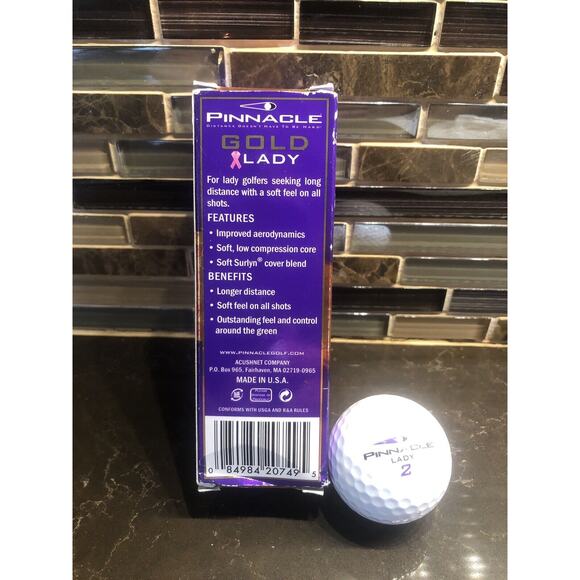 PINNACLE
DISTANCE DOESN'T HAVE TO BE HARD
GOLD
LADY
For lady golfers seeking long
distance with a soft feel on all
shots.
FEATURES
• Improved aerodynamics
• Soft, low compression core
• Soft Surlyn® cover blend
BENEFITS
• Longer distance
• Soft feel on all shots
• Outstanding feel and control
around the green
WWW.PINNACLEGOLF.COM
ACUSHNET COMPANY
P.O. Box 965, Fairhaven, MA 02719-0965
MADE IN U.S.A.
CONFORMS WITH USGA AND R&A RULES
0 84984 20749 5
PINNACLE
LADY
2